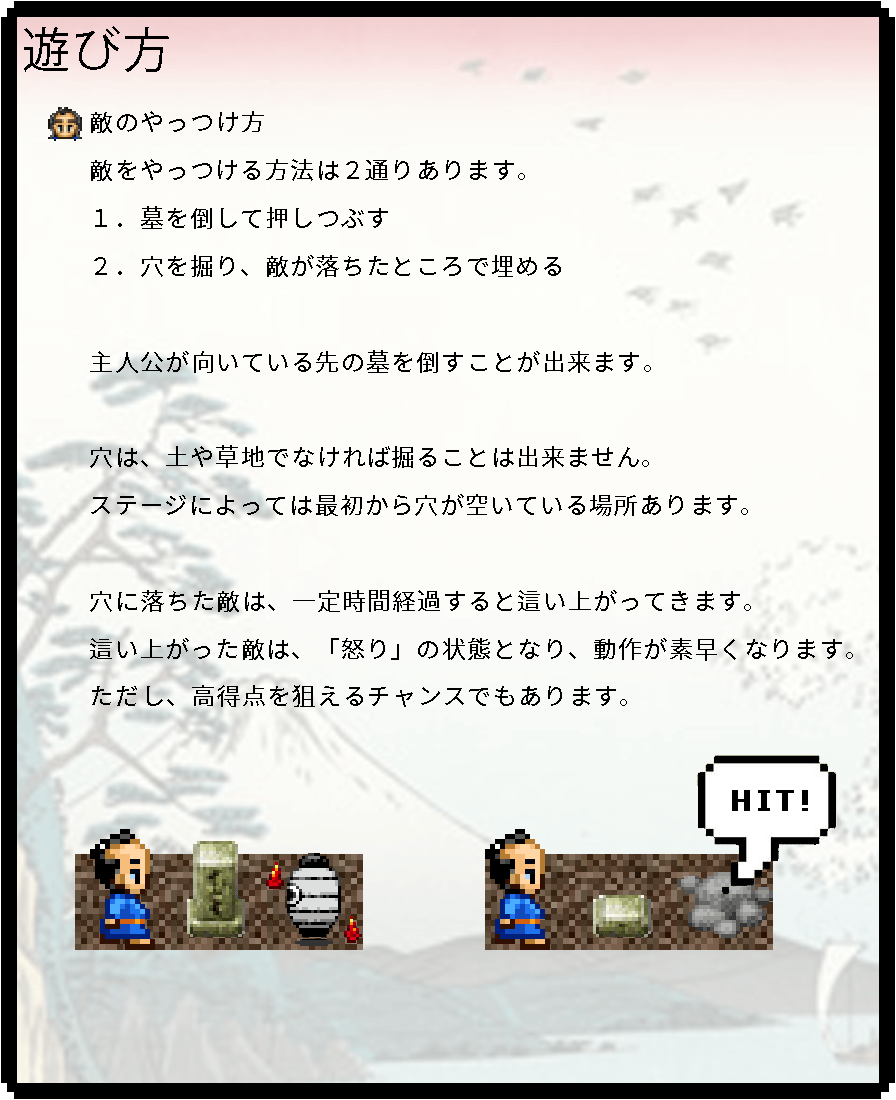 遊び方
敵のやっつけ方
敵をやっつける方法は２通りあります。
１．墓を倒して押しつぶす
２．穴を掘り、敵が落ちたところで埋める
主人公が向いている先の墓を倒すことが出来ます。
穴は、土や草地でなければ掘ることは出来ません。
ステージによっては最初から穴が空いている場所あります。
穴に落ちた敵は、一定時間経過すると這い上がってきます。
這い上がった敵は、「怒り」の状態となり、動作が素早くなります。
ただし、高得点を狙えるチャンスでもあります。
HIT!